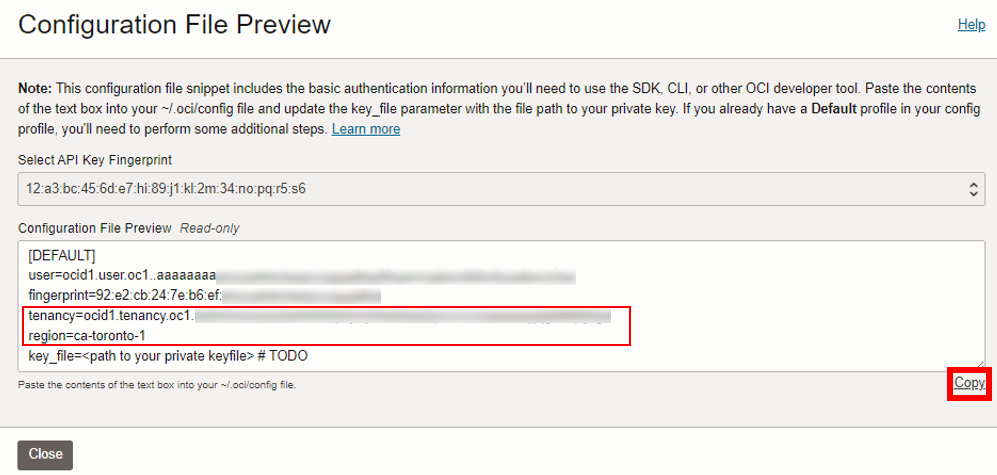 Configuration File Preview
Help
Note: This configuration file snippet includes the basic authentication information you'll need to use the SDK, CLI, or other OCI developer tool. Paste the contents
of the text box into your ~/.oci/config file and update the key_file parameter with the file path to your private key. If you already have a Default profile in your config
profile, you'll need to perform some additional steps. Learn more
Select API Key Fingerprint
12:a3:bc:45:6d:e7:hi:89:j1:kl:2m:34:no:pq:r5:s6
Configuration File Preview Read-only
[DEFAULT]
user=ocid1.user.oc1..aaaaaaaa
fingerprint=92:e2:cb:24:7e:b6:ef:
tenancy=ocid1.tenancy.oc1.
region=ca-toronto-1
key_file=<path to your private keyfile> # TODO
Paste the contents of the text box into your ~/.oci/config file.
Copy
Close